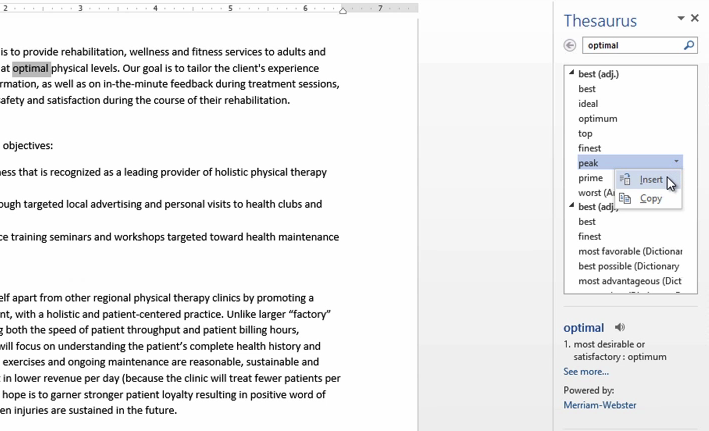 2 3 4 5 6 7
is to provide rehabilitation, wellness and fitness services to adults and
at optimal physical levels. Our goal is to tailor the client's experience
rmation, as well as on in-the-minute feedback during treatment sessions,
safety and satisfaction during the course of their rehabilitation.
objectives:
ness that is recognized as a leading provider of holistic physical therapy
ough targeted local advertising and personal visits to health clubs and
ce training seminars and workshops targeted toward health maintenance
elf apart from other regional physical therapy clinics by promoting a
nt, with a holistic and patient-centered practice. Unlike larger “factory”
g both the speed of patient throughput and patient billing hours,
will focus on understanding the patient’s complete health history and
exercises and ongoing maintenance are reasonable, sustainable and
t in lower revenue per day (because the clinic will treat fewer patients per
hope is to garner stronger patient loyalty resulting in positive word of
en injuries are sustained in the future.
Thesaurus
optimal
best (adj.)
best
ideal
optimum
top
finest
peak
prime
Insert
worst (A
Copy
best (adj.
best
finest
most favorable (Dictionar
best possible (Dictionary
most advantageous (Dict
optimal
1. most desirable or
satisfactory : optimum
See more...
Powered by:
Merriam-Webster